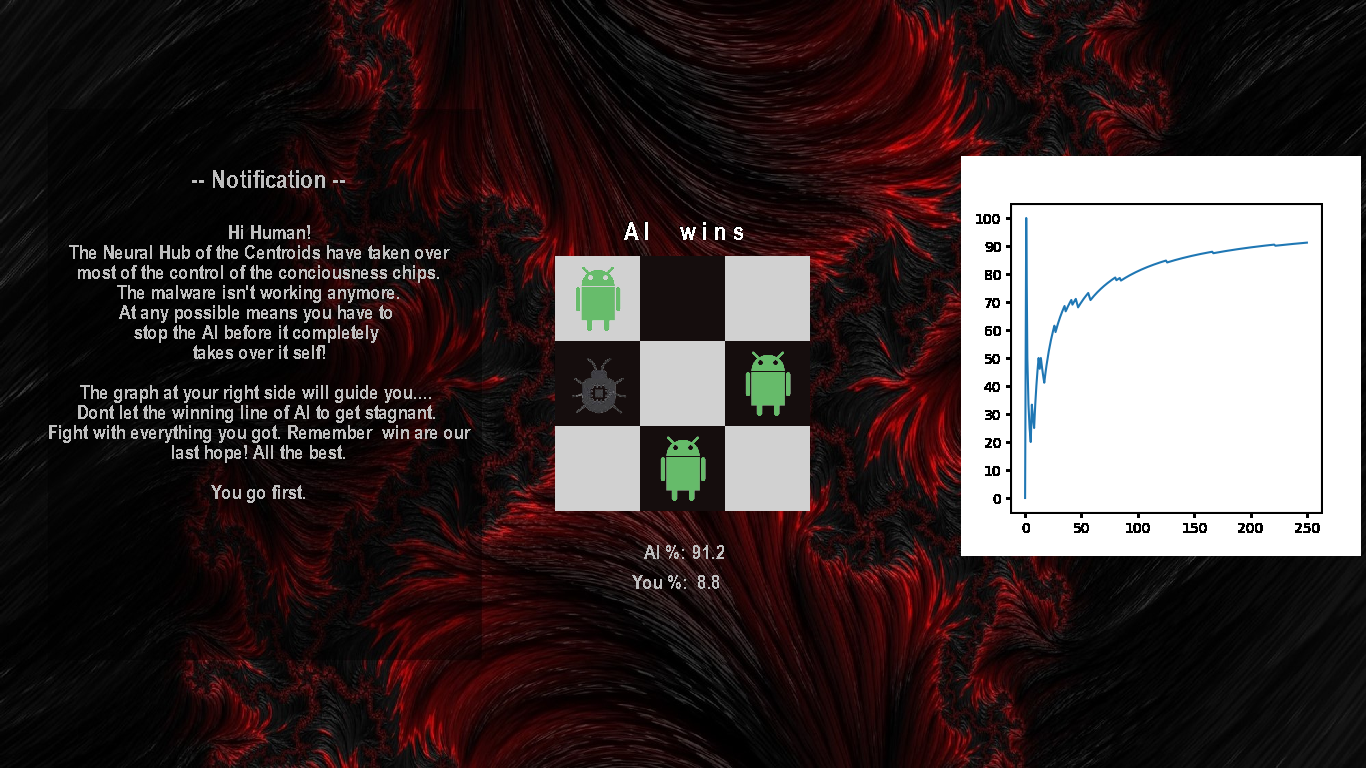 -- Notification --
Hi Human!
The Neural Hub of the Centroids have taken over
most of the control of the conciousness chips.
The malware isn't working anymore.
At any possible means you have to
stop the AI before it completely
takes over it self!
The graph at your right side will guide you....
Dont let the winning line of AI to get stagnant.
Fight with everything you got. Remember  win are our
last hope! All the best.
You go first.
AI wins
AI %: 91.2
You %: 8.8
100
90
80
70
60
50
40
30
20
10
0
0 50 100 150 200 250